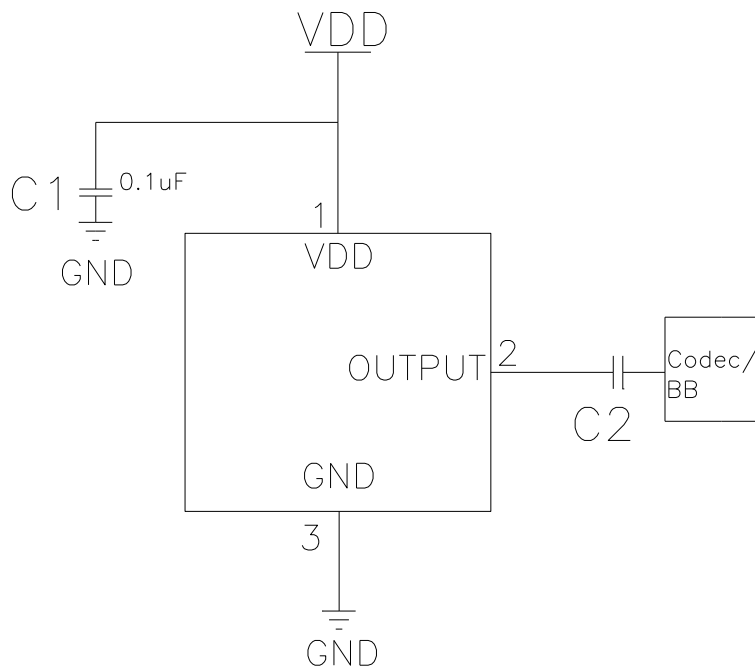 VDD
C1
0.1uF
GND
1
VDD
OUTPUT
2
C2
Codec/
BB
GND
3
GND